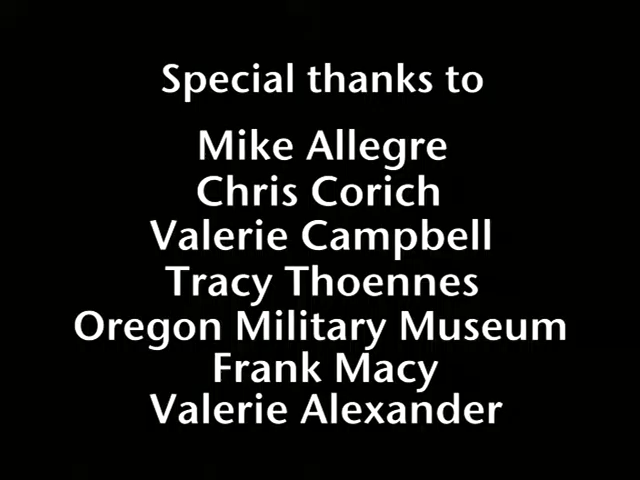 Special thanks to
Mike Allegre
Chris Corich
Valerie Campbell
Tracy Thoennes
Oregon Military Museum
Frank Macy
Valerie Alexander